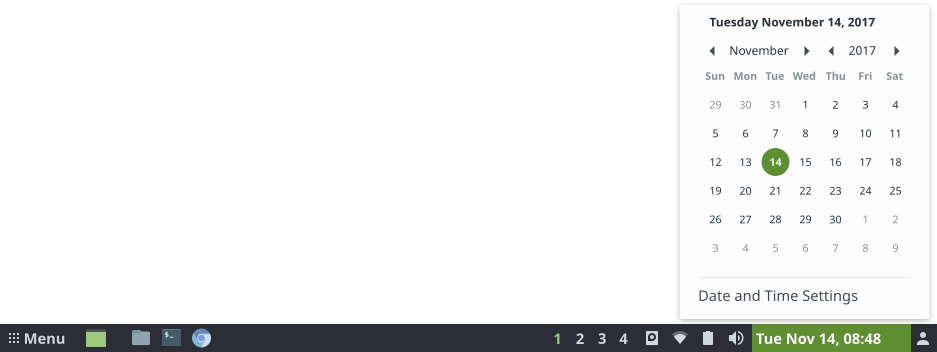 Tuesday November 14, 2017
November 2017
Sun Mon Tue Wed Thu Fri Sat
29 30 31 1 2 3 4
5 6 7 8 9 10 11
12 13 14 15 16 17 18
19 20 21 22 23 24 25
26 27 28 29 30 1 2
3 4 5 6 7 8 9
Date and Time Settings
Menu $_ 1 2 3 4 Tue Nov 14, 08:48